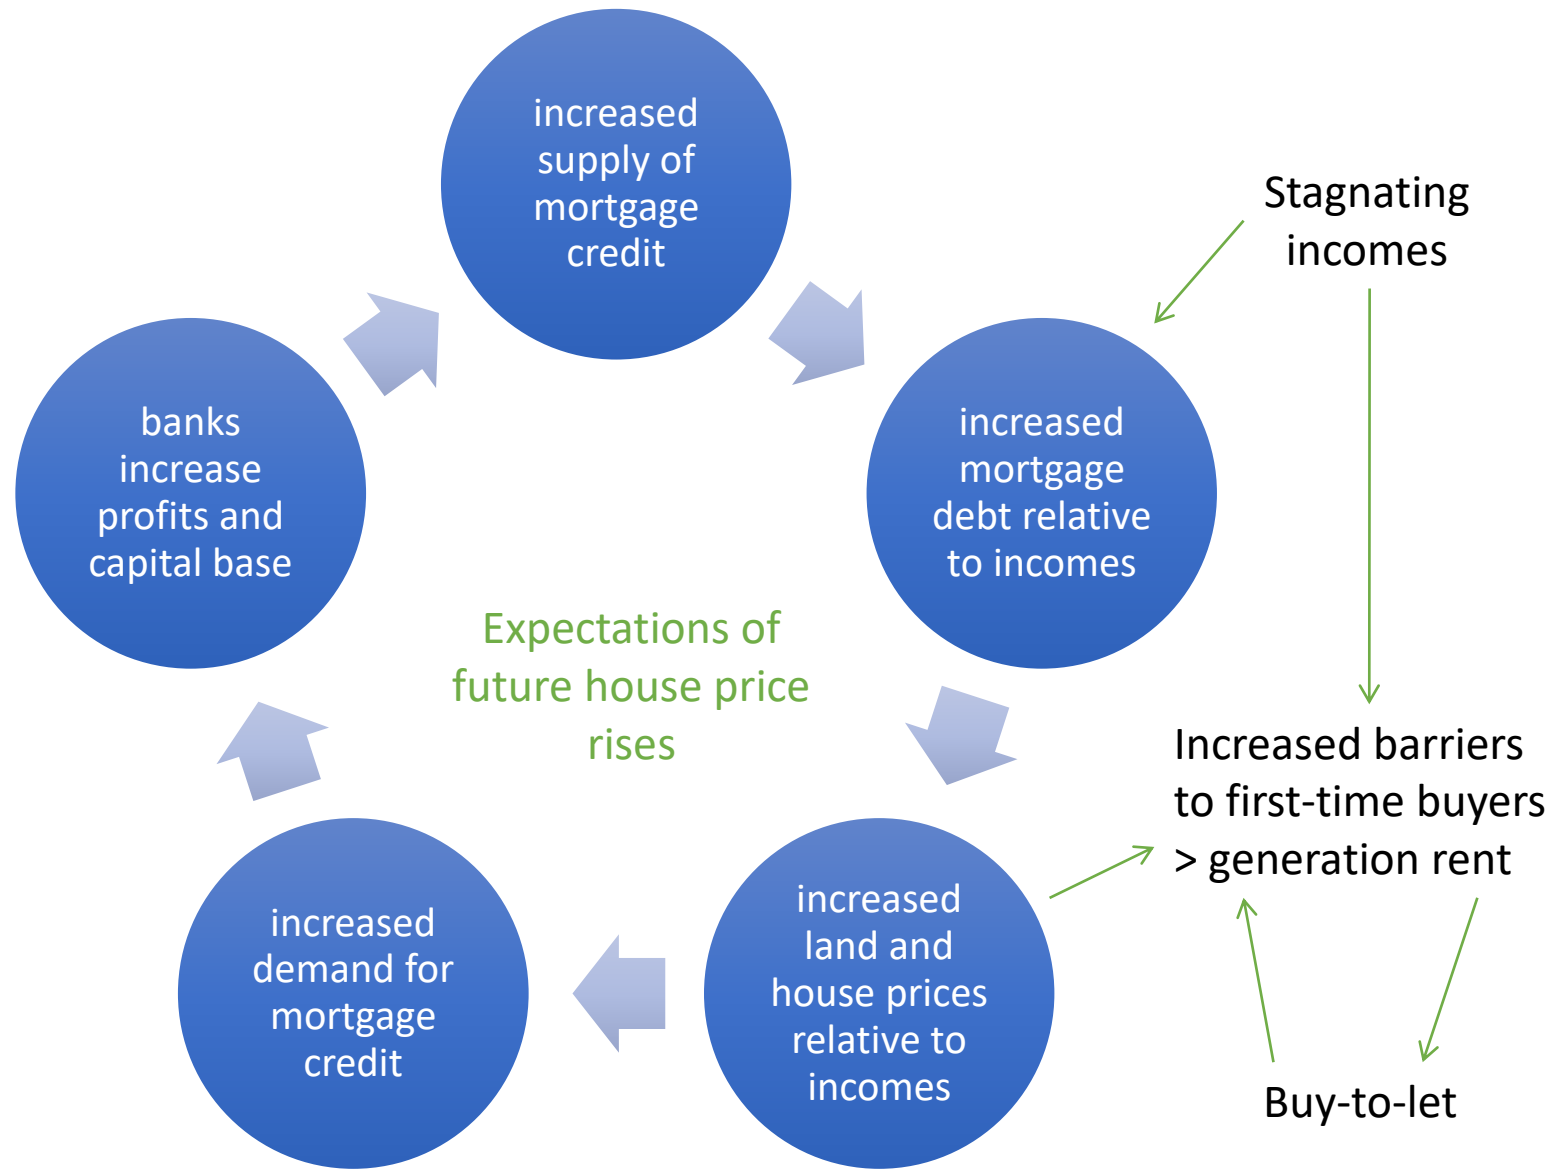 increased
supply of
mortgage
credit
Stagnating
incomes
banks
increase
profits and
capital base
increased
mortgage
debt relative
to incomes
Expectations of
future house price
rises
Increased barriers
to first-time buyers
> generation rent
increased
demand for
mortgage
credit
increased
land and
house prices
relative to
incomes
Buy-to-let